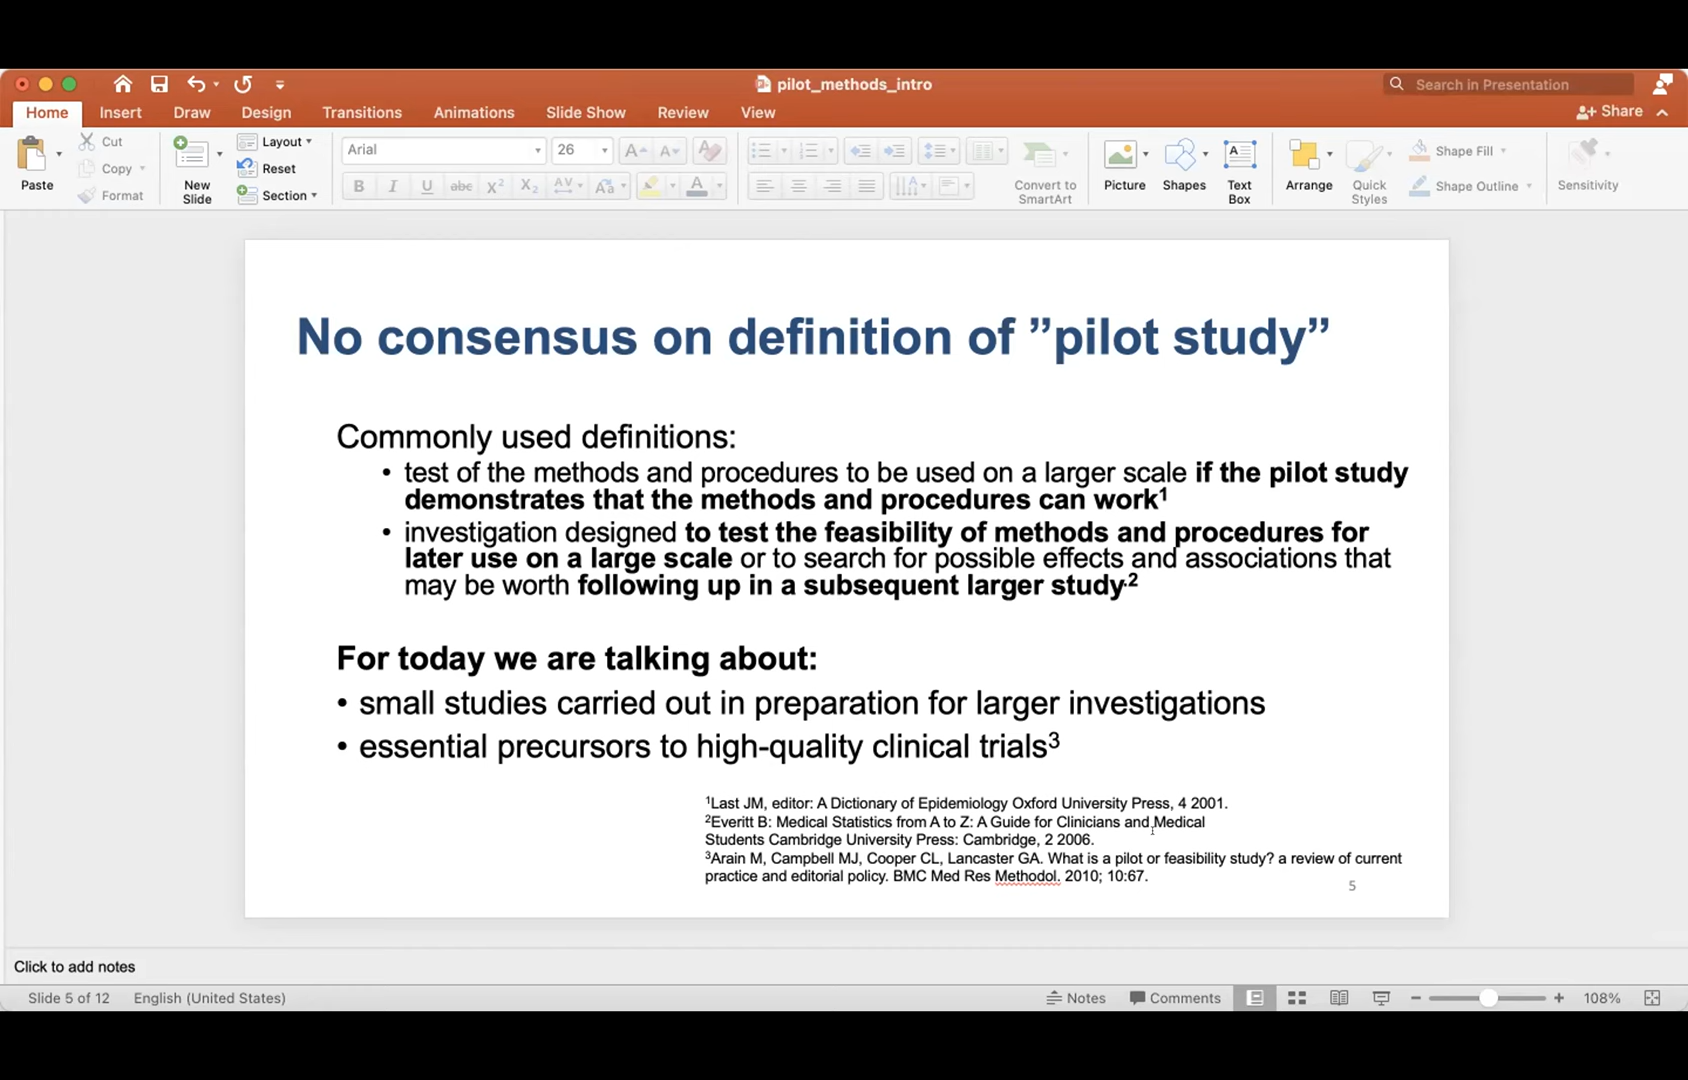 pilot_methods_intro
Search in Presentation
Home Insert Draw Design Transitions Animations Slide Show Review View
Share
Paste
Cut
Copy
Format
New
Slide
Layout
Reset
Section
Arial
26
B I U abc X² X₂ AV Aa A
Convert to
SmartArt
Picture
Shapes
Text
Box
Arrange
Quick
Styles
Shape Fill
Shape Outline
Sensitivity
No consensus on definition of ”pilot study”
Commonly used definitions:
• test of the methods and procedures to be used on a larger scale if the pilot study
demonstrates that the methods and procedures can work¹
• investigation designed to test the feasibility of methods and procedures for
later use on a large scale or to search for possible effects and associations that
may be worth following up in a subsequent larger study.²
For today we are talking about:
• small studies carried out in preparation for larger investigations
• essential precursors to high-quality clinical trials³
¹Last JM, editor: A Dictionary of Epidemiology Oxford University Press, 4 2001.
²Everitt B: Medical Statistics from A to Z: A Guide for Clinicians and Medical
Students Cambridge University Press: Cambridge, 2 2006.
³Arain M, Campbell MJ, Cooper CL, Lancaster GA. What is a pilot or feasibility study? a review of current
practice and editorial policy. BMC Med Res Methodol. 2010; 10:67.
5
Click to add notes
Slide 5 of 12 English (United States)
Notes Comments 108%